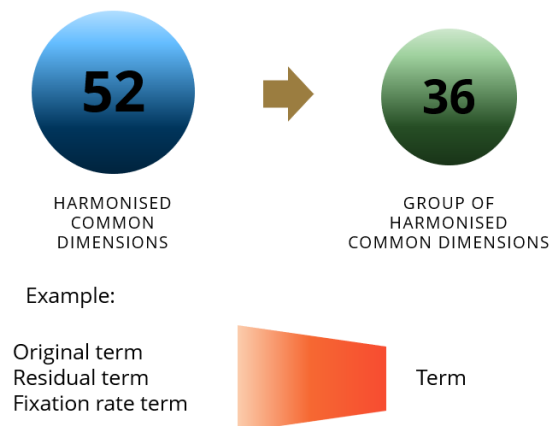 52
36
HARMONISED
COMMON
DIMENSIONS
GROUP OF
HARMONISED
COMMON DIMENSIONS
Example:
Original term
Residual term
Fixation rate term
Term